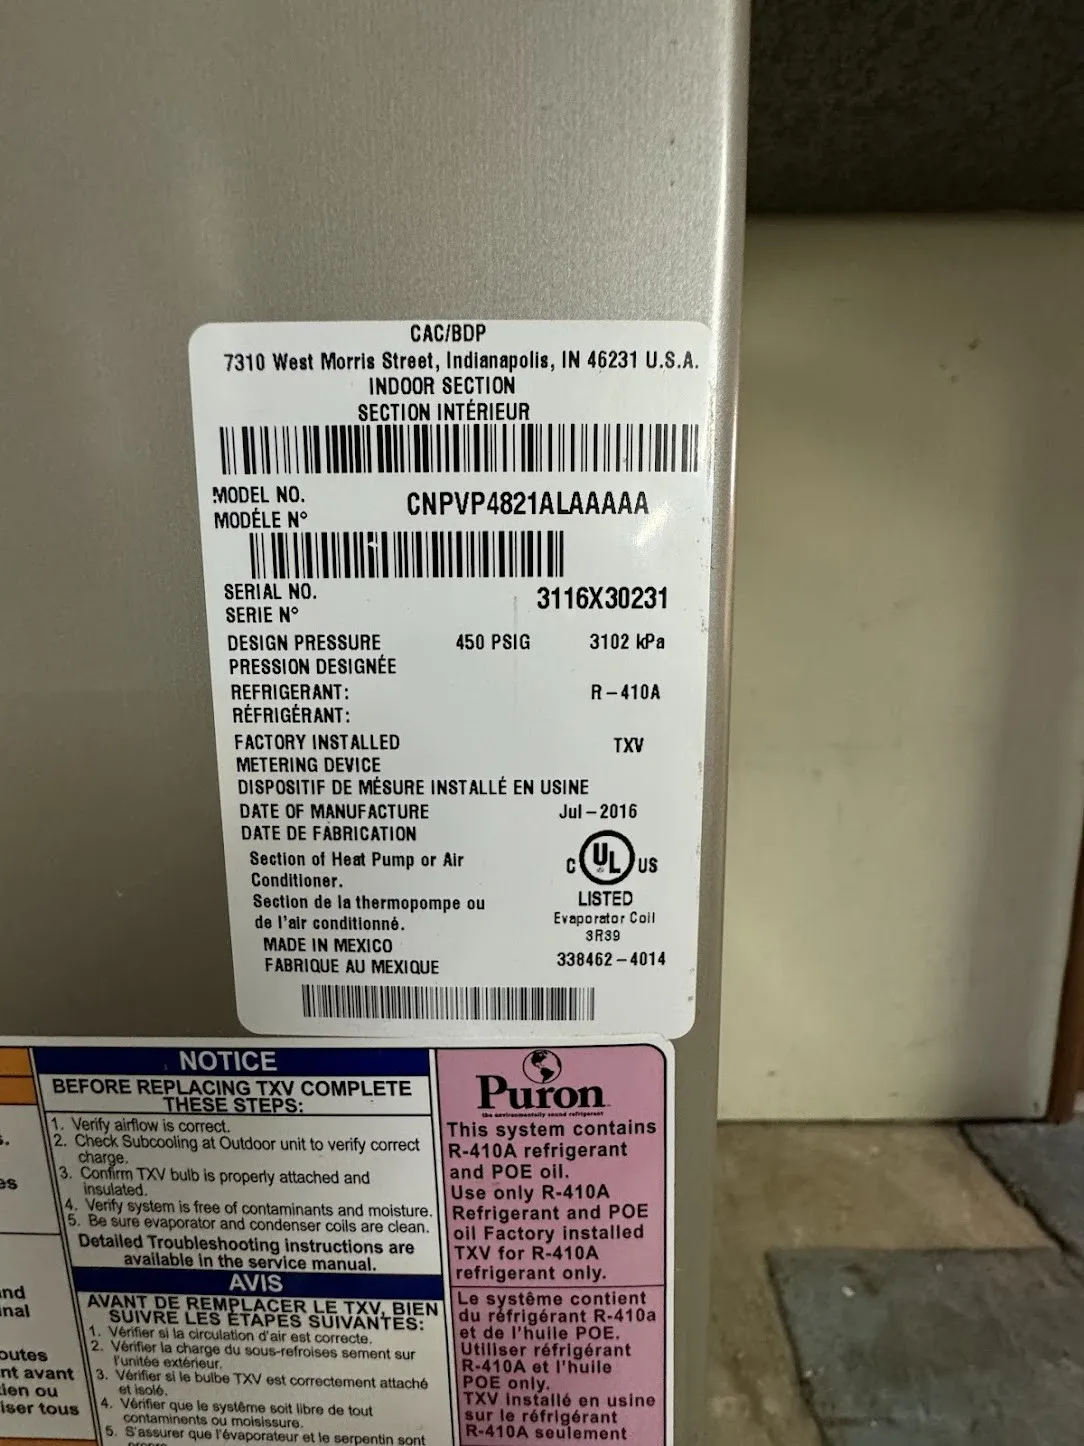 CAC/BDP
7310 West Morris Street, Indianapolis, IN 46231 U.S.A.
INDOOR SECTION
SECTION INTÉRIEUR
MODEL NO. CNPVP4821ALAAAAA
MODÉLE N°
SERIAL NO. 3116X30231
SERIE N°
DESIGN PRESSURE 450 PSIG 3102 kPa
PRESSION DESIGNÉE
REFRIGERANT: R-410A
RÉFRIGÉRANT:
FACTORY INSTALLED TXV
METERING DEVICE
DISPOSITIF DE MÉSURE INSTALLÉ EN USINE
DATE OF MANUFACTURE Jul-2016
DATE DE FABRICATION
Section of Heat Pump or Air
Conditioner.
Section de la thermopompe ou
de l'air conditionné.
MADE IN MEXICO
FABRIQUE AU MEXIQUE
C UL US
LISTED
Evaporator Coil
3R39
338462-4014
NOTICE
BEFORE REPLACING TXV COMPLETE
THESE STEPS:
1. Verify airflow is correct.
2. Check Subcooling at Outdoor unit to verify correct
charge.
3. Confirm TXV bulb is properly attached and
insulated.
4. Verify system is free of contaminants and moisture.
5. Be sure evaporator and condenser coils are clean.
Detailed Troubleshooting instructions are
available in the service manual.
AVIS
AVANT DE REMPLACER LE TXV, BIEN
SUIVRE LES ÉTAPES SUIVANTES:
1. Vérifier si la circulation d'air est correcte.
2. Vérifier la charge du sous-refroises sement sur
l'unitée extérieur.
3. Vérifier si le bulbe TXV est correctement attaché
et isolé.
4. Vérifier que le système soit libre de tout
contaminents ou moisissure.
5. S'assurer que l'évaporateur et le serpentin sont
Puron
the environmentally sound refrigerant
This system contains
R-410A refrigerant
and POE oil.
Use only R-410A
Refrigerant and POE
oil Factory installed
TXV for R-410A
refrigerant only.
Le système contient
du réfrigérant R-410a
et de l'huile POE.
Utiliser réfrigérant
R-410A et l'huile
POE only.
TXV Installé en usine
sur le réfrigérant
R-410A seulement